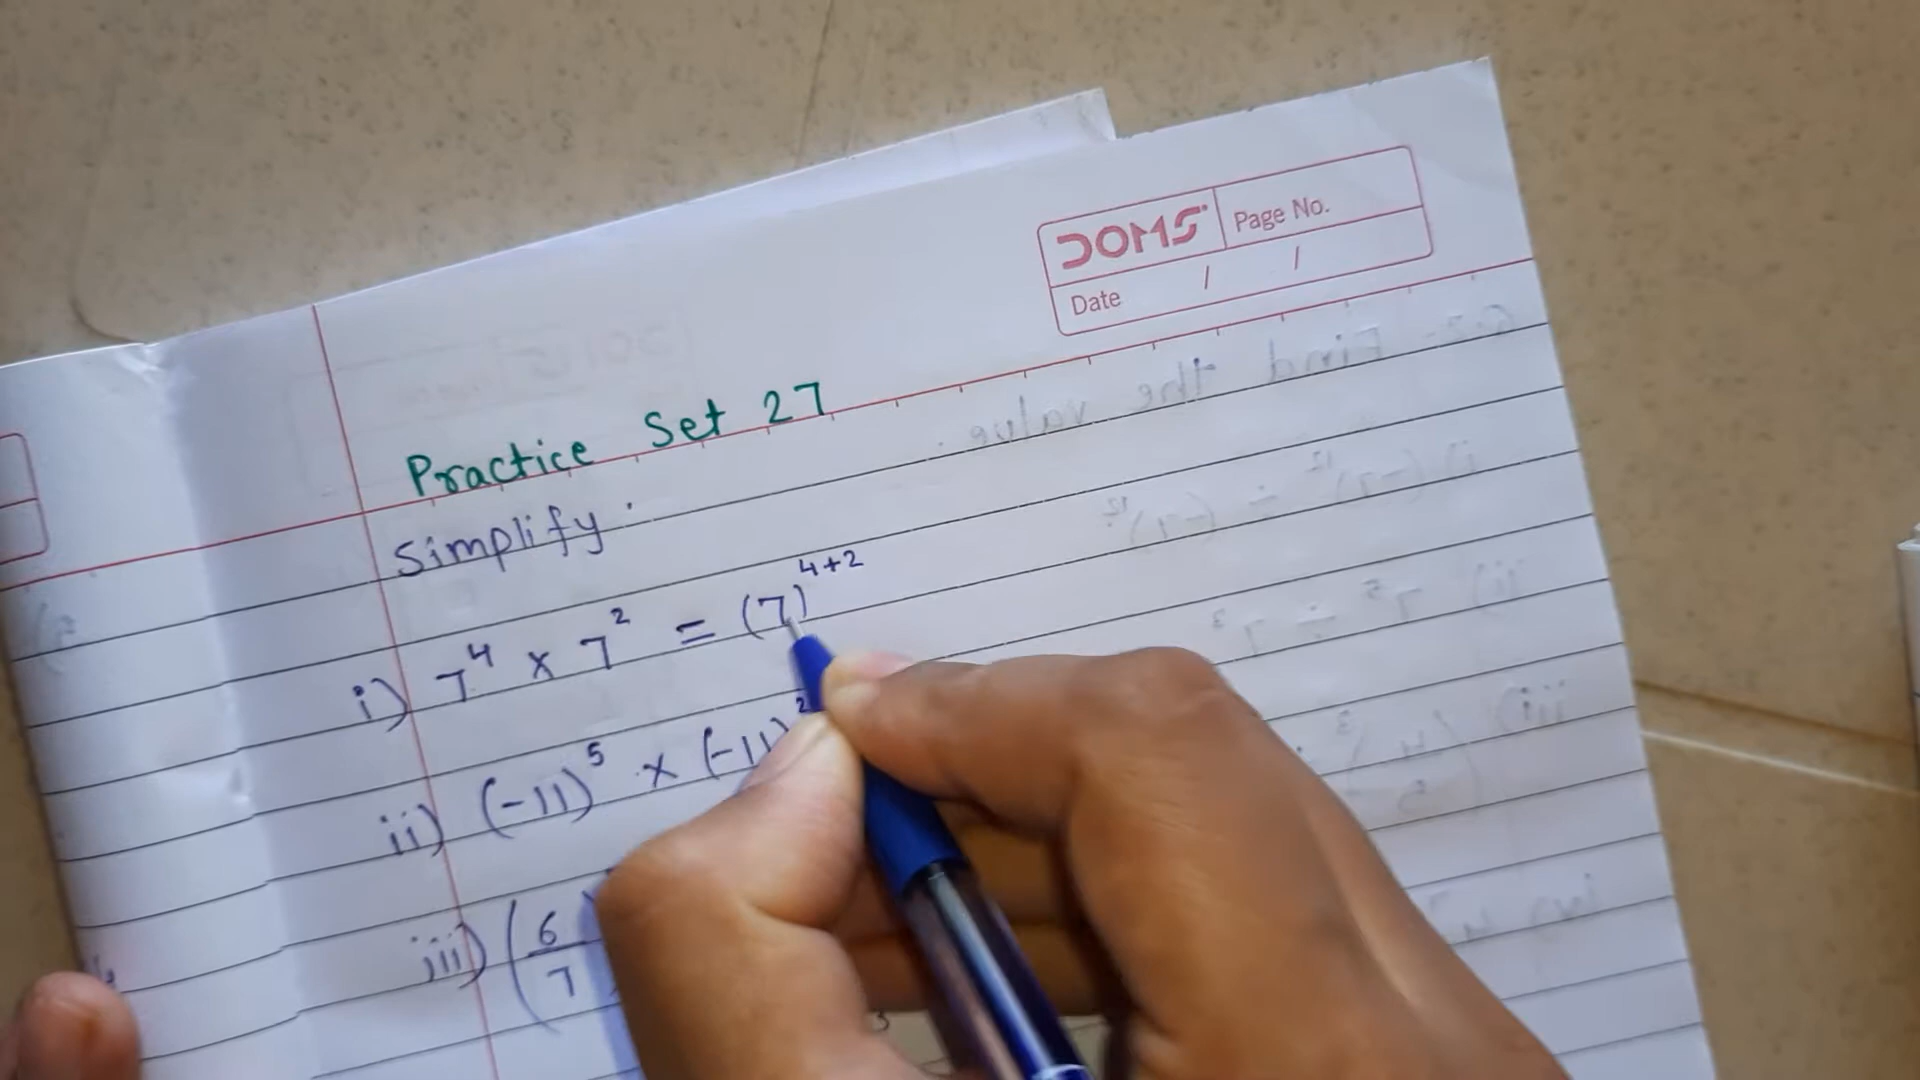 DOMS Page No.
Date / /
Practice Set 27
Simplify :
i) 7⁴ × 7² = (7)⁴⁺²
ii) (-11)⁵ × (-11)²
iii) (6/7)
3